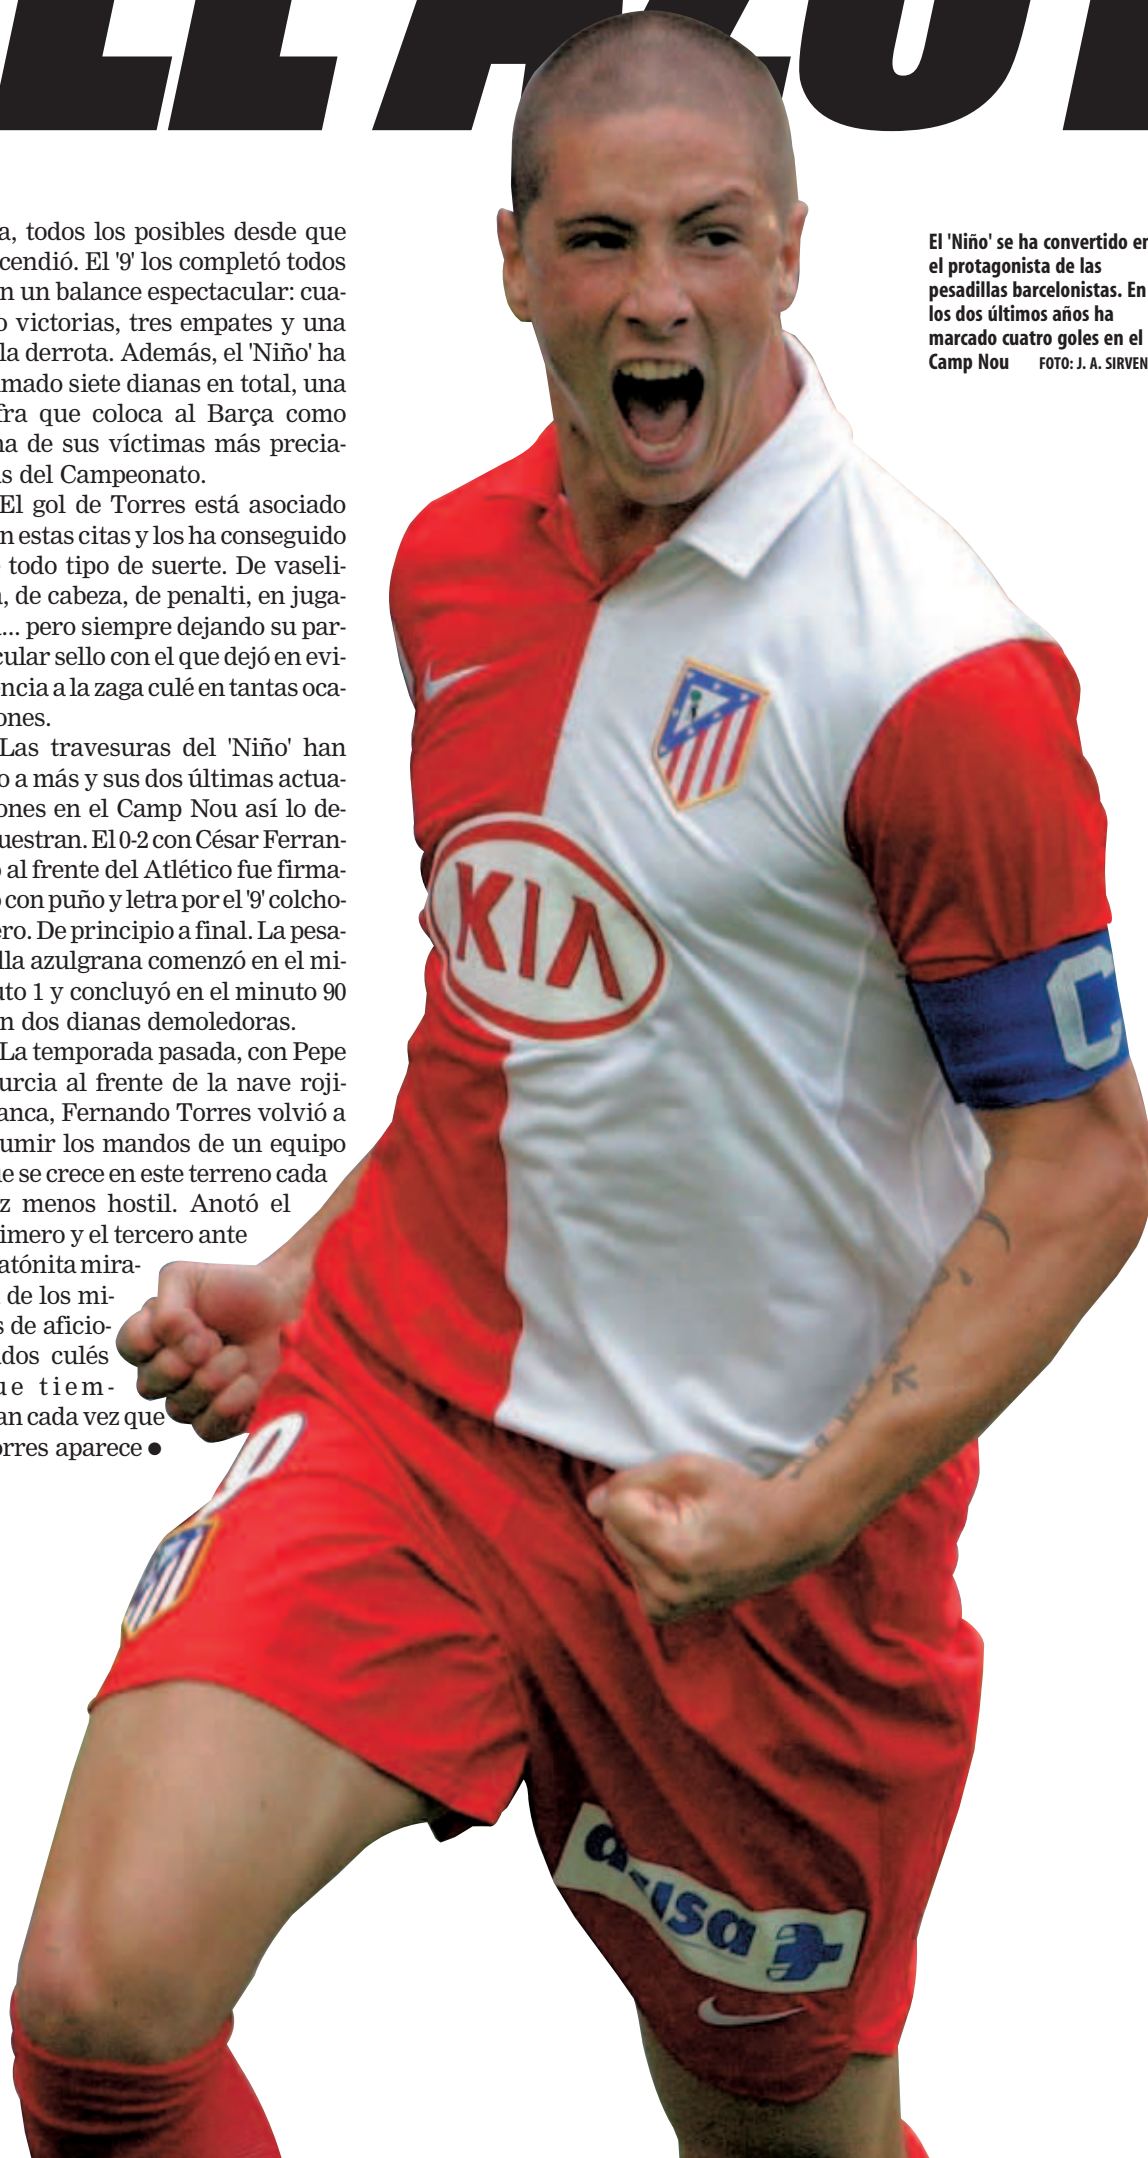 a, todos los posibles desde que
cendió. El '9' los completó todos
n un balance espectacular: cua-
o victorias, tres empates y una
la derrota. Además, el 'Niño' ha
mado siete dianas en total, una
fra que coloca al Barça como
na de sus víctimas más precia-
s del Campeonato.
El gol de Torres está asociado
n estas citas y los ha conseguido
todo tipo de suerte. De vaseli-
, de cabeza, de penalti, en juga-
... pero siempre dejando su par-
cular sello con el que dejó en evi-
encia a la zaga culé en tantas oca-
ones.
Las travesuras del 'Niño' han
o a más y sus dos últimas actua-
ones en el Camp Nou así lo de-
uestran. El 0-2 con César Ferran-
o al frente del Atlético fue firma-
o con puño y letra por el '9' colcho-
ero. De principio a final. La pesa-
lla azulgrana comenzó en el mi-
uto 1 y concluyó en el minuto 90
n dos dianas demoledoras.
La temporada pasada, con Pepe
urcia al frente de la nave roji-
anca, Fernando Torres volvió a
umir los mandos de un equipo
ue se crece en este terreno cada
z menos hostil. Anotó el
imero y el tercero ante
atónita mira-
de los mi-
s de aficio-
ados culés
ue tiem-
an cada vez que
orres aparece ●
El 'Niño' se ha convertido en
el protagonista de las
pesadillas barcelonistas. En
los dos últimos años ha
marcado cuatro goles en el
Camp Nou FOTO: J. A. SIRVEN
KIA
C
9
asisa